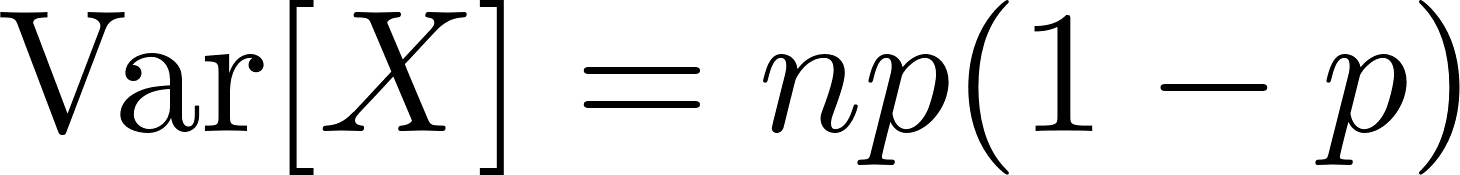 Var[X] = np(1 − p)